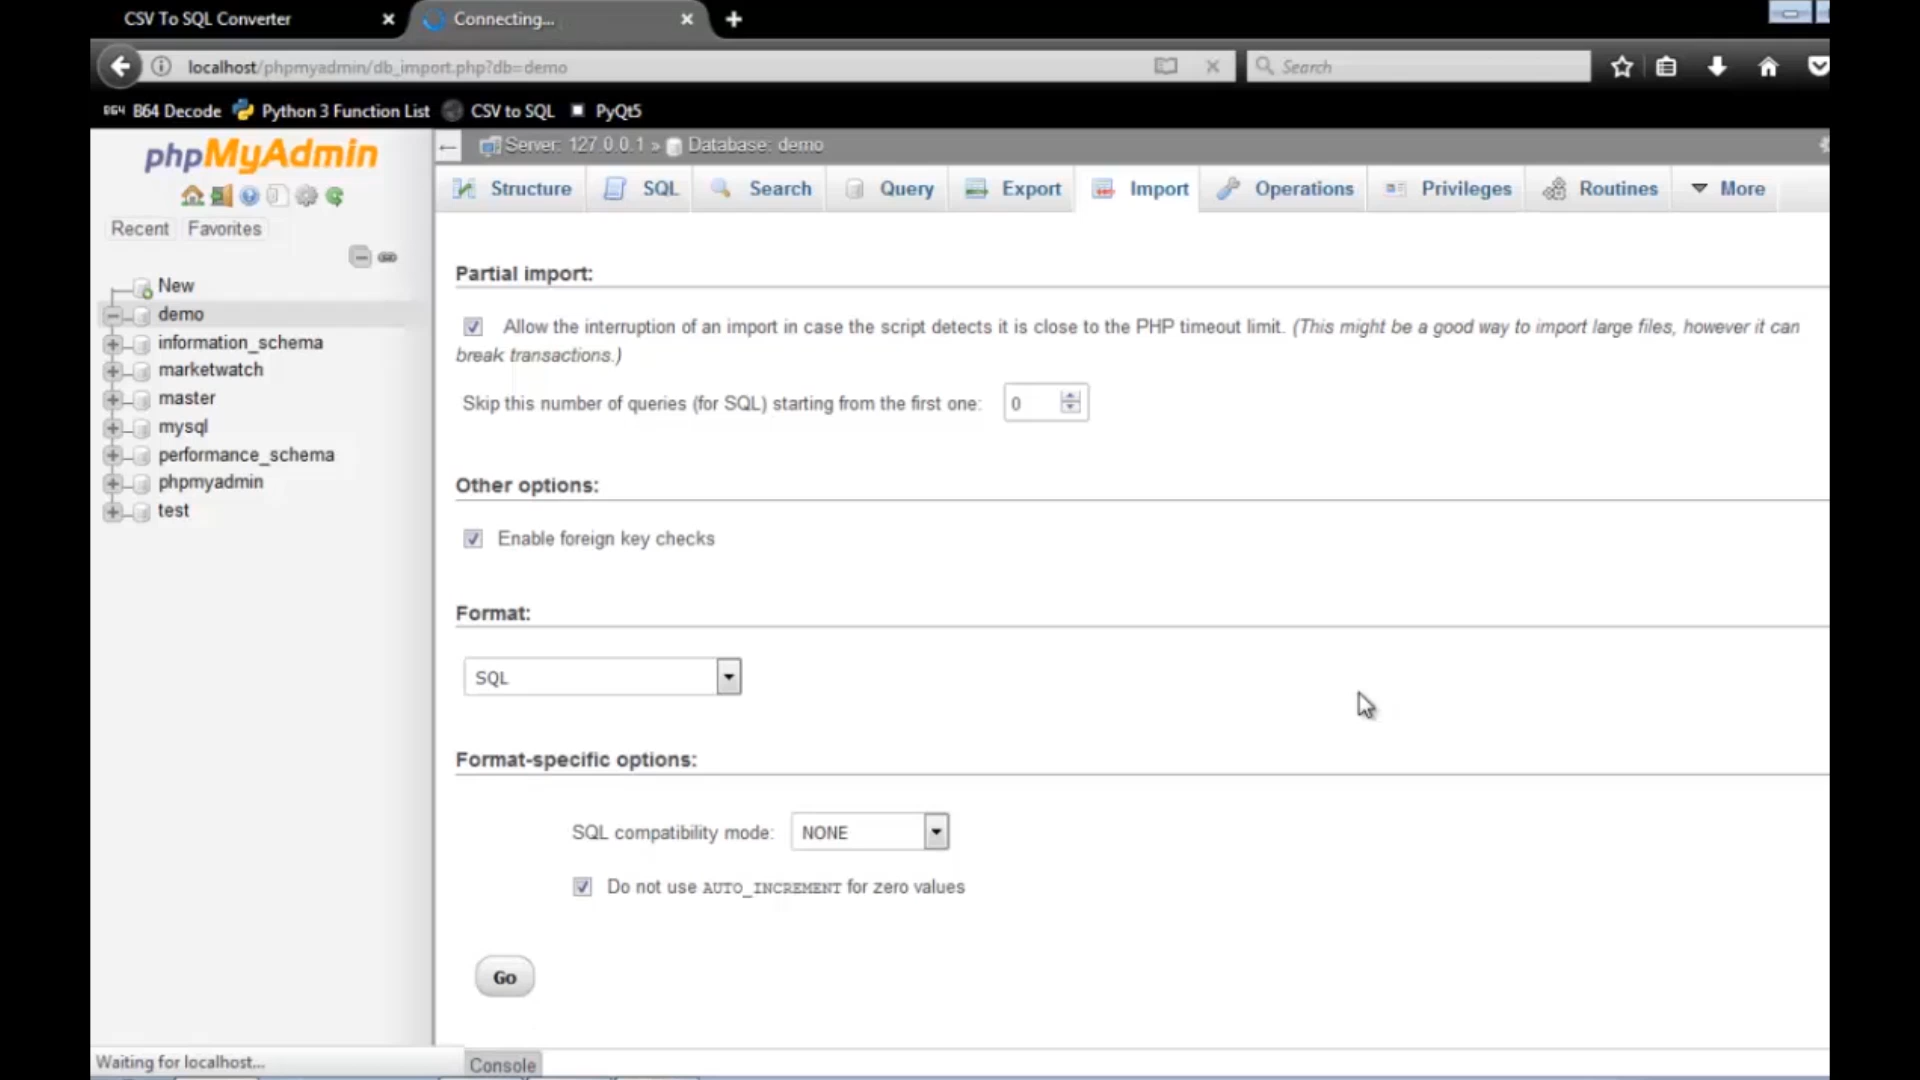 CSV To SQL Converter
Connecting...
localhost/phpmyadmin/db_import.php?db=demo
Search
B64 B64 Decode
Python 3 Function List
CSV to SQL
PyQt5
phpMyAdmin
Server: 127.0.0.1 » Database: demo
Structure
SQL
Search
Query
Export
Import
Operations
Privileges
Routines
More
Recent
Favorites
New
demo
information_schema
marketwatch
master
mysql
performance_schema
phpmyadmin
test
Partial import:
Allow the interruption of an import in case the script detects it is close to the PHP timeout limit. (This might be a good way to import large files, however it can
break transactions.)
Skip this number of queries (for SQL) starting from the first one: 0
Other options:
Enable foreign key checks
Format:
SQL
Format-specific options:
SQL compatibility mode: NONE
Do not use AUTO_INCREMENT for zero values
Go
Waiting for localhost...
Console